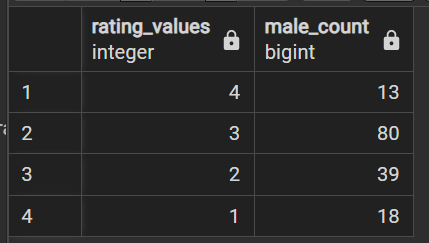 rating_values male_count
integer bigint
1 4 13
2 3 80
3 2 39
4 1 18